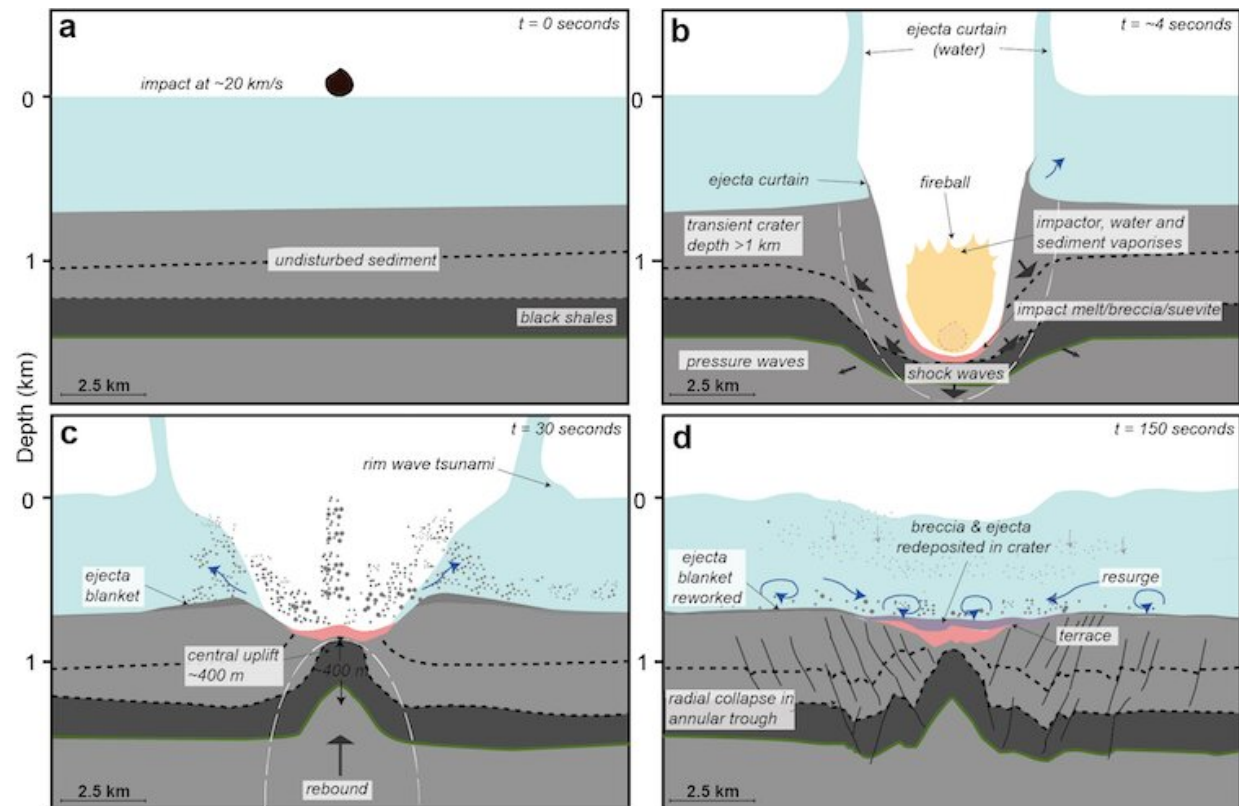 a
t = 0 seconds
impact at ~20 km/s
0
undisturbed sediment
1
black shales
2.5 km
b
t = ~4 seconds
ejecta curtain
(water)
0
ejecta curtain
fireball
transient crater
depth >1 km
impactor, water and
sediment vaporises
1
impact melt/breccia/suevite
pressure waves
shock waves
2.5 km
Depth (km)
c
t = 30 seconds
rim wave tsunami
0
ejecta
blanket
central uplift
~400 m
~400 m
1
rebound
2.5 km
d
t = 150 seconds
0
breccia & ejecta
redeposited in crater
ejecta
blanket
reworked
resurge
terrace
1
radial collapse in
annular trough
2.5 km